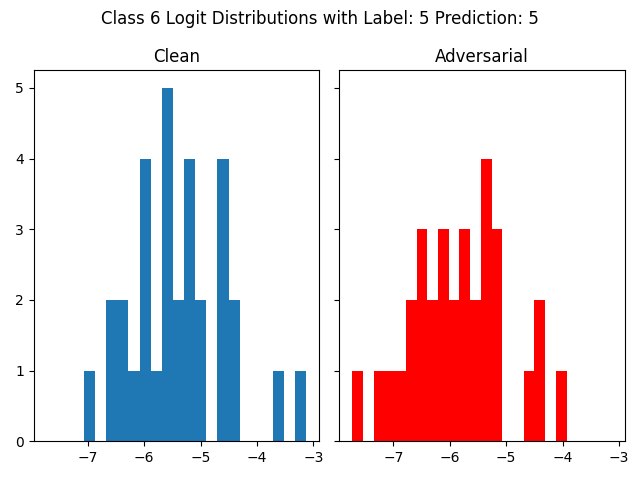 Class 6 Logit Distributions with Label: 5 Prediction: 5
Clean
Adversarial
5
4
3
2
1
0
−7 −6 −5 −4 −3
−7 −6 −5 −4 −3